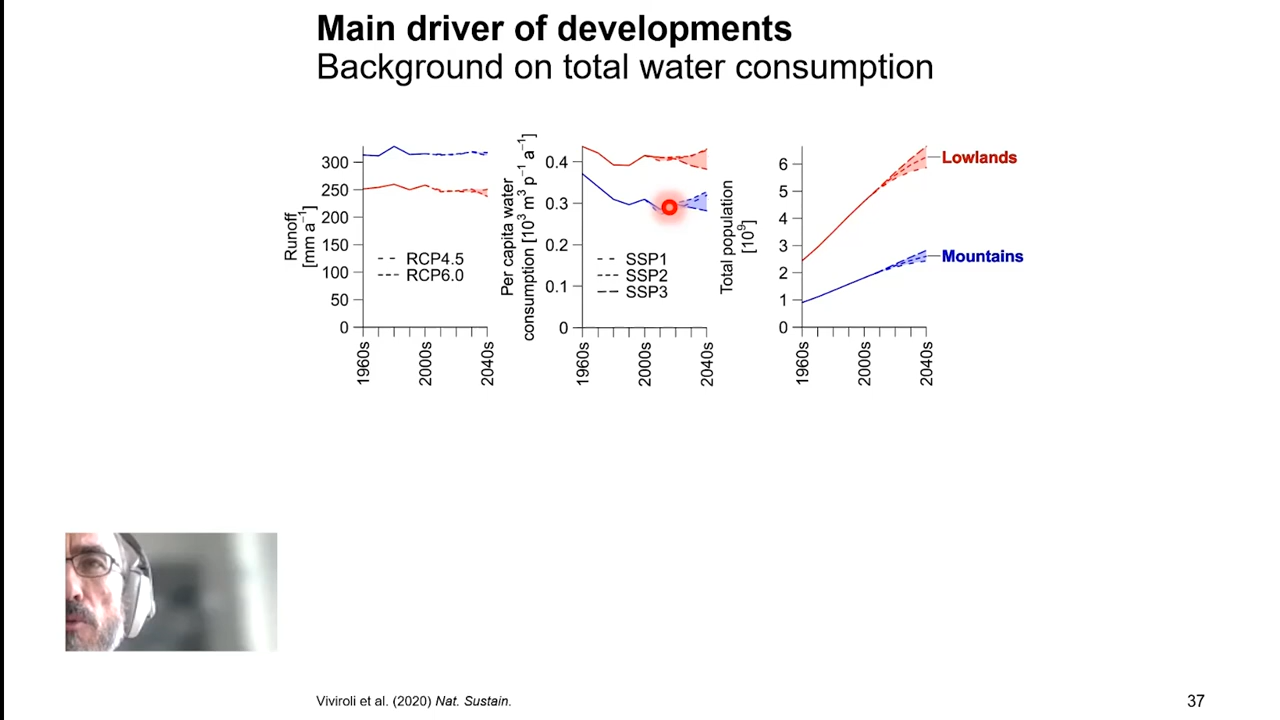 Main driver of developments
Background on total water consumption
Runoff
[mm a⁻¹]
300
250
200
150
100
50
0
RCP4.5
RCP6.0
1960s
2000s
2040s
Per capita water
consumption [10³ m³ p⁻¹ a⁻¹]
0.4
0.3
0.2
0.1
0
SSP1
SSP2
SSP3
1960s
2000s
2040s
Total population
[10⁹]
6
5
4
3
2
1
0
Lowlands
Mountains
1960s
2000s
2040s
Viviroli et al. (2020) Nat. Sustain.
37